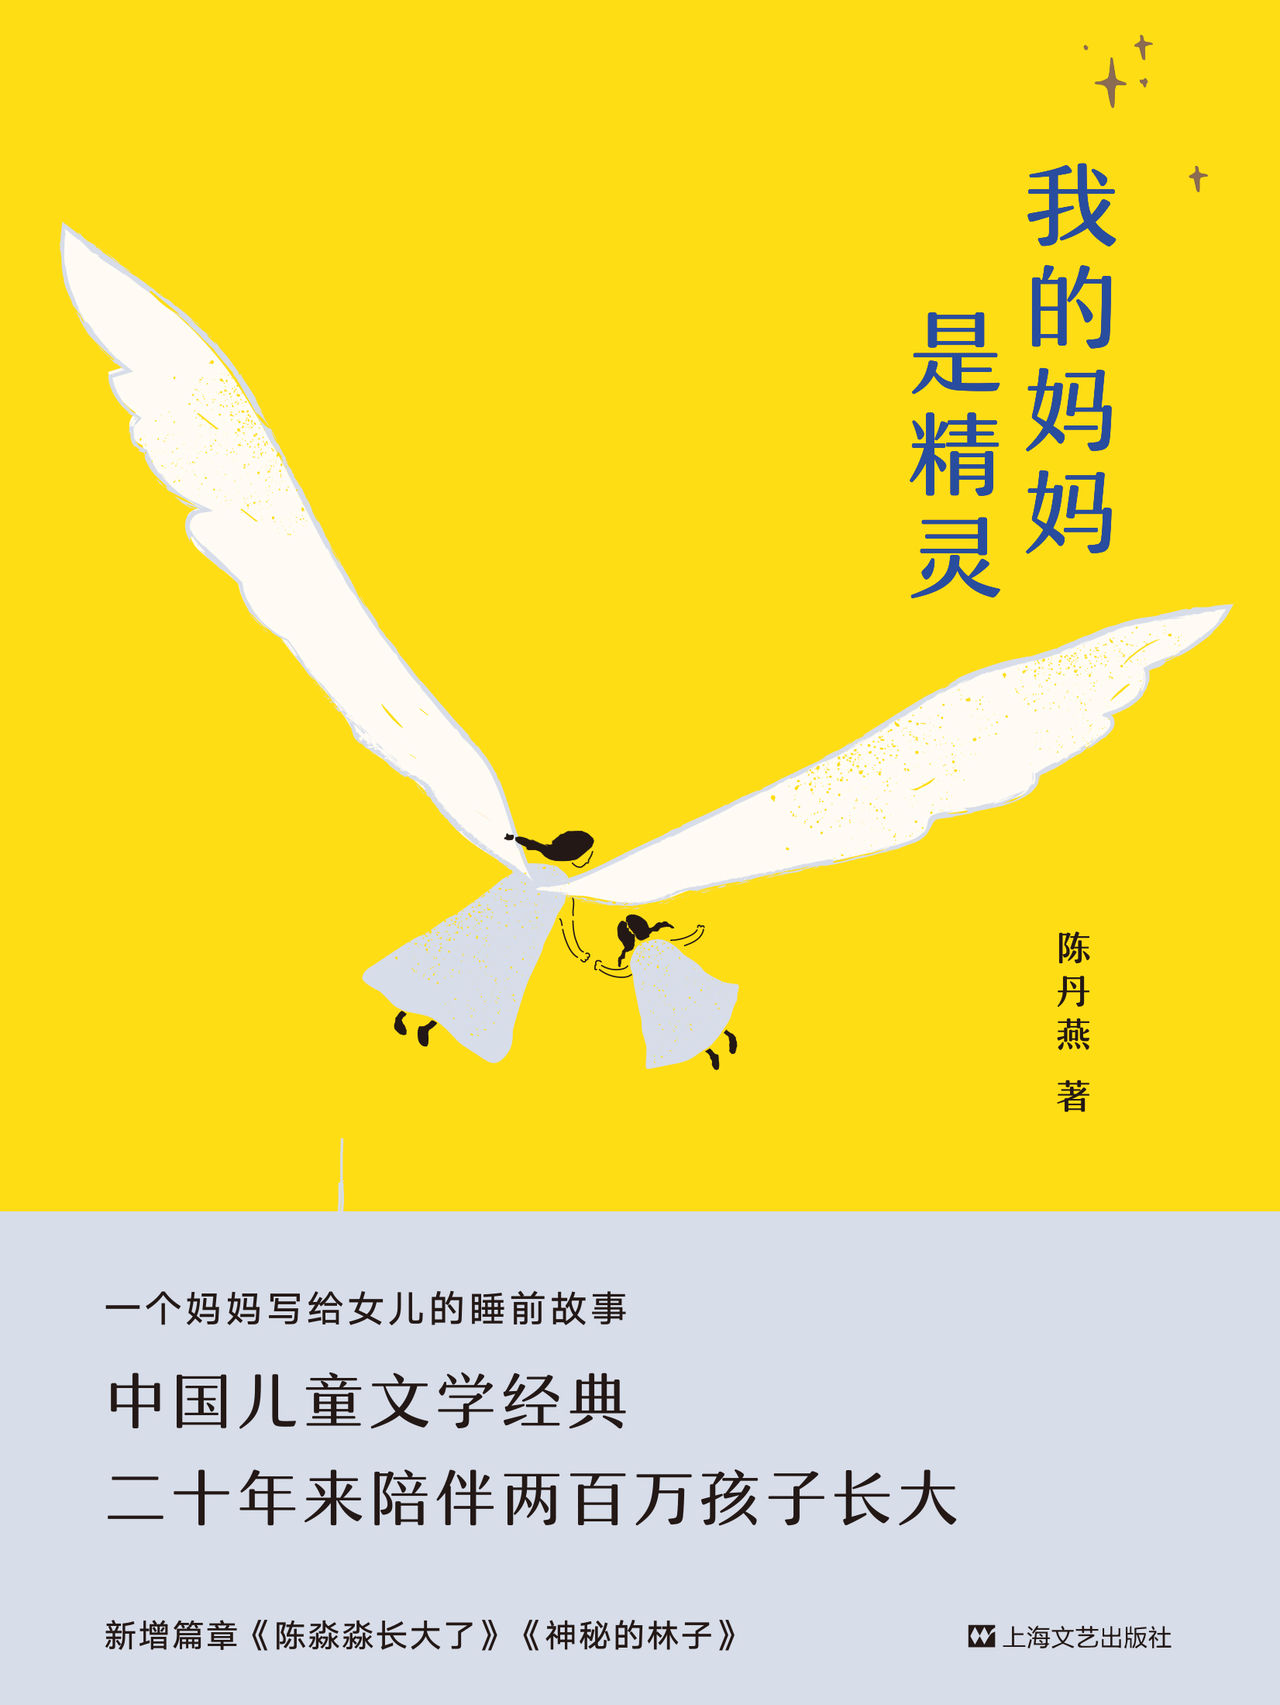 我的妈妈
是精灵
陈丹燕 著
一个妈妈写给女儿的睡前故事
中国儿童文学经典
二十年来陪伴两百万孩子长大
新增篇章《陈淼淼长大了》《神秘的林子》
上海文艺出版社